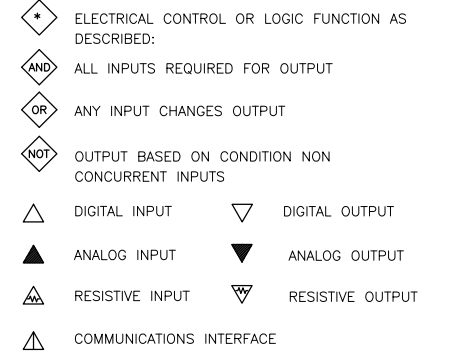 * ELECTRICAL CONTROL OR LOGIC FUNCTION AS
DESCRIBED:
AND ALL INPUTS REQUIRED FOR OUTPUT
OR ANY INPUT CHANGES OUTPUT
NOT OUTPUT BASED ON CONDITION NON
CONCURRENT INPUTS
DIGITAL INPUT DIGITAL OUTPUT
ANALOG INPUT ANALOG OUTPUT
RESISTIVE INPUT RESISTIVE OUTPUT
COMMUNICATIONS INTERFACE